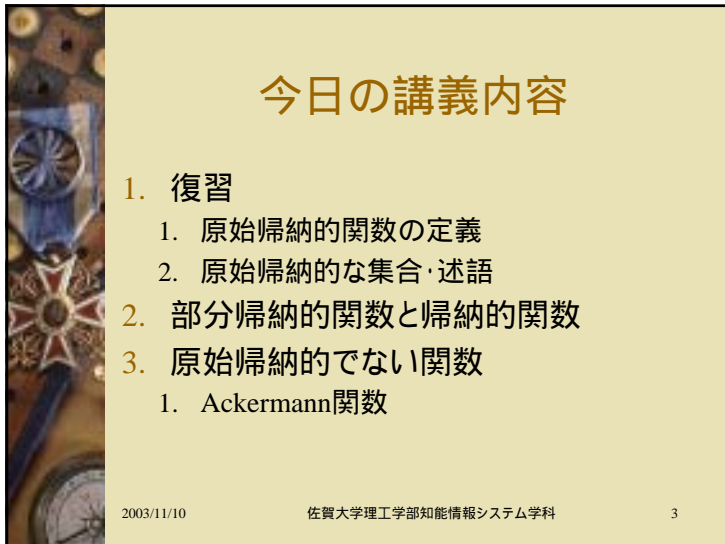 今日の講義内容
1. 復習
1. 原始帰納的関数の定義
2. 原始帰納的な集合·述語
2. 部分帰納的関数と帰納的関数
3. 原始帰納的でない関数
1. Ackermann関数
2003/11/10 佐賀大学理工学部知能情報システム学科 3